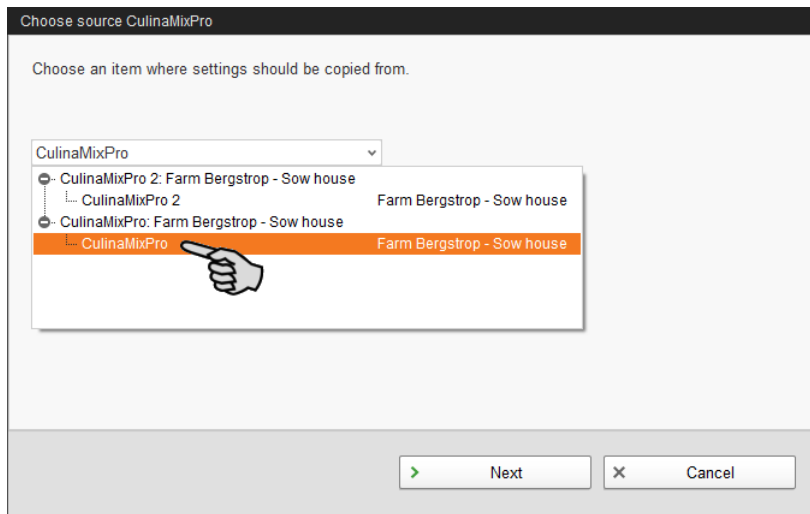 Choose source CulinaMixPro
Choose an item where settings should be copied from.
CulinaMixPro
CulinaMixPro 2: Farm Bergstrop - Sow house
CulinaMixPro 2 Farm Bergstrop - Sow house
CulinaMixPro: Farm Bergstrop - Sow house
CulinaMixPro Farm Bergstrop - Sow house
Next Cancel